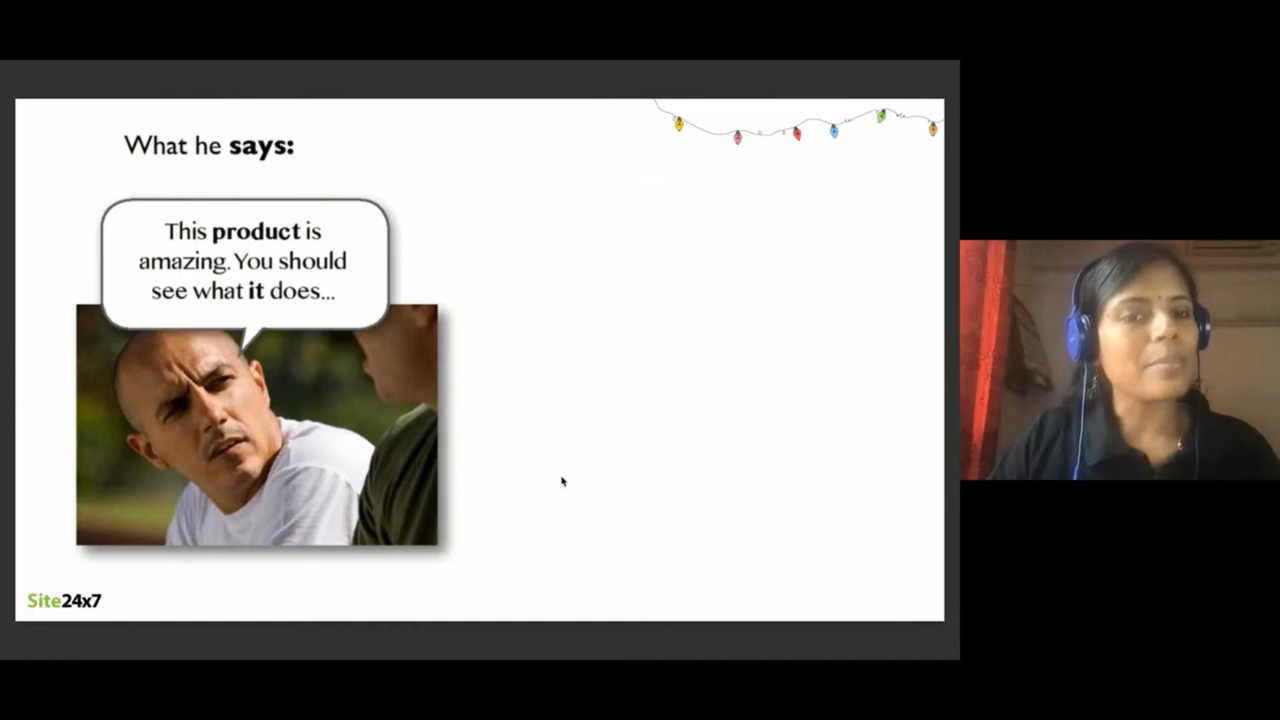 What he says:
This product is
amazing. You should
see what it does...
Site24x7